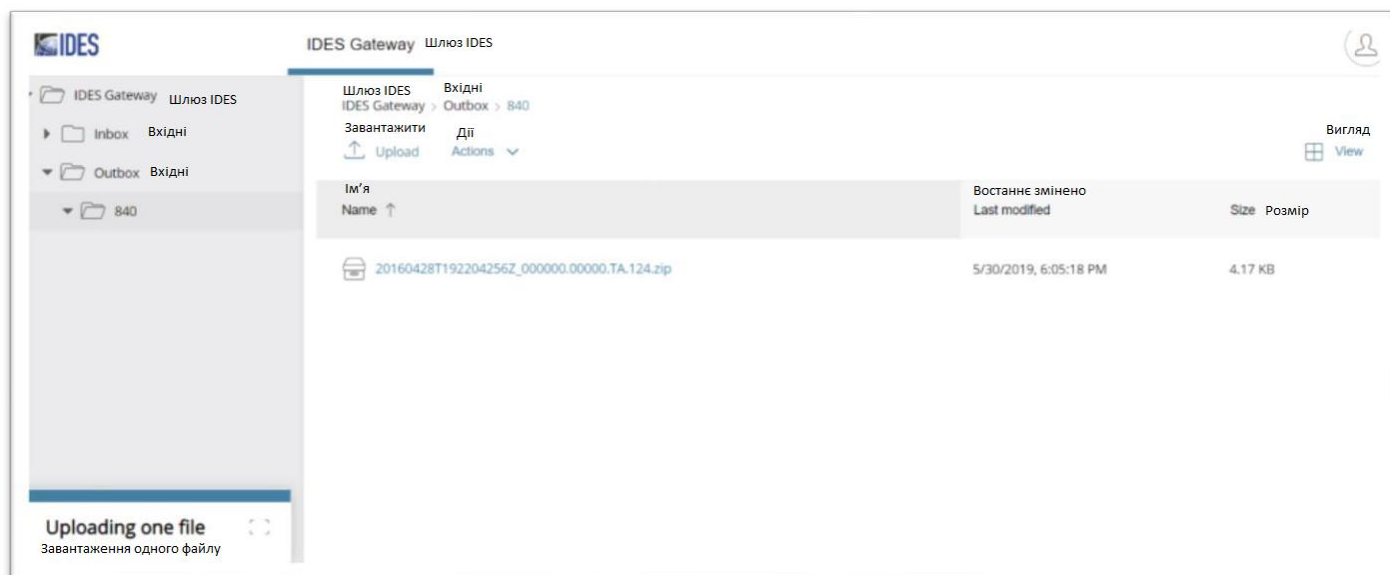 IDES
IDES Gateway Шлюз IDES
IDES Gateway Шлюз IDES
Inbox Вхідні
Outbox Вхідні
840
Шлюз IDES Вхідні
IDES Gateway > Outbox > 840
Завантажити Дії Вигляд
Upload Actions View
Ім’я Востаннє змінено
Name ↑ Last modified Size Розмір
20160428T192204256Z_000000.00000.TA.124.zip 5/30/2019, 6:05:18 PM 4.17 KB
Uploading one file
Завантаження одного файлу